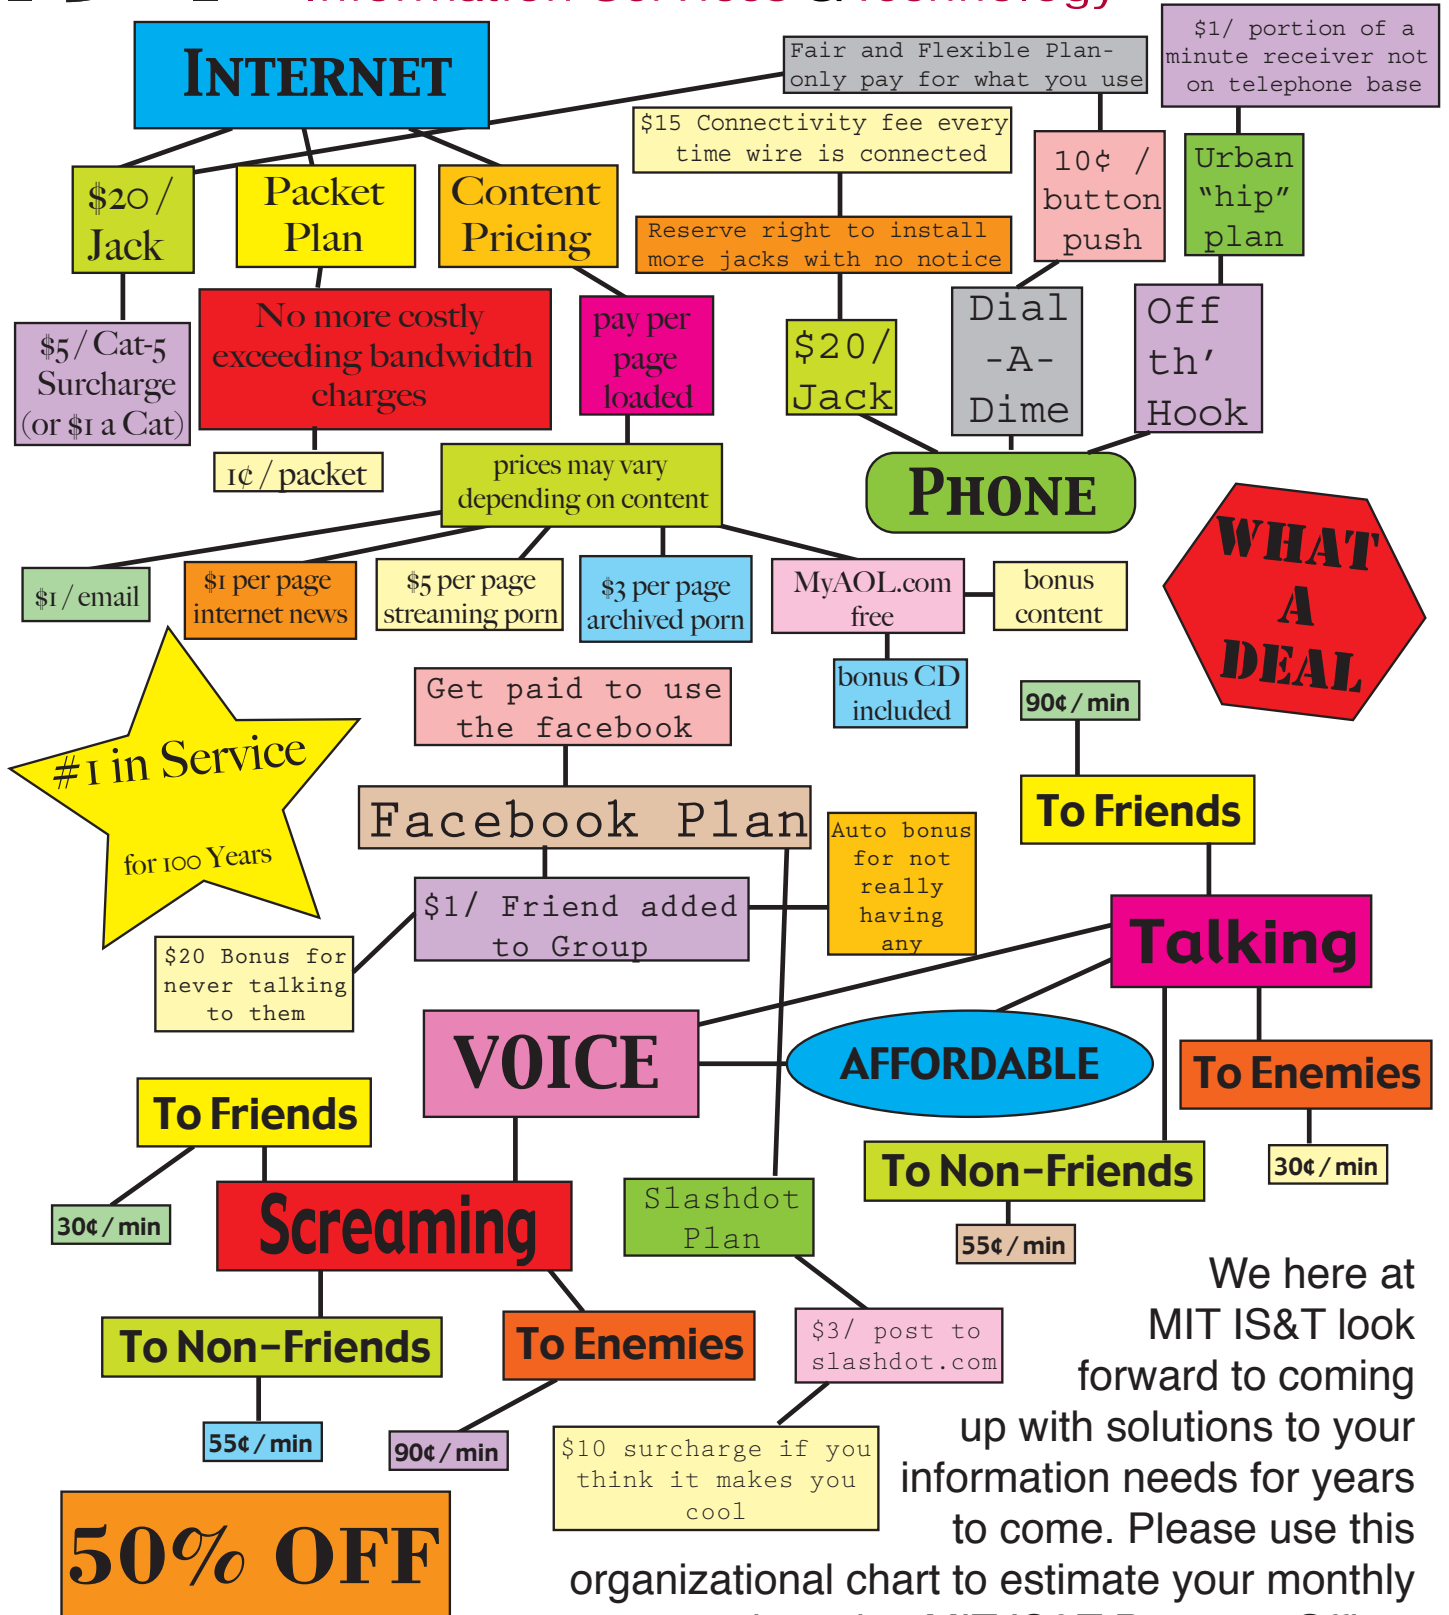 Information Services & Technology
INTERNET
Fair and Flexible Plan-
only pay for what you use
$1/ portion of a
minute receiver not
on telephone base
$15 Connectivity fee every
time wire is connected
10¢ /
button
push
Urban
“hip”
plan
$20/
Jack
Packet
Plan
Content
Pricing
Reserve right to install
more jacks with no notice
$5/Cat-5
Surcharge
(or $1 a Cat)
No more costly
exceeding bandwidth
charges
pay per
page
loaded
$20/
Jack
Dial
-A-
Dime
Off
th’
Hook
1¢ / packet
prices may vary
depending on content
PHONE
WHAT
A
DEAL
$1/email
$1 per page
internet news
$5 per page
streaming porn
$3 per page
archived porn
MyAOL.com
free
bonus
content
bonus CD
included
#1 in Service
for 100 Years
Get paid to use
the facebook
Facebook Plan
Auto bonus
for not
really
having
any
$1/ Friend added
to Group
$20 Bonus for
never talking
to them
90¢/min
To Friends
Talking
VOICE
AFFORDABLE
To Enemies
30¢/min
To Non-Friends
55¢/min
To Friends
30¢/min
Screaming
Slashdot
Plan
To Non-Friends
55¢/min
To Enemies
90¢/min
$3/ post to
slashdot.com
$10 surcharge if you
think it makes you
cool
50% OFF
We here at
MIT IS&T look
forward to coming
up with solutions to your
information needs for years
to come. Please use this
organizational chart to estimate your monthly